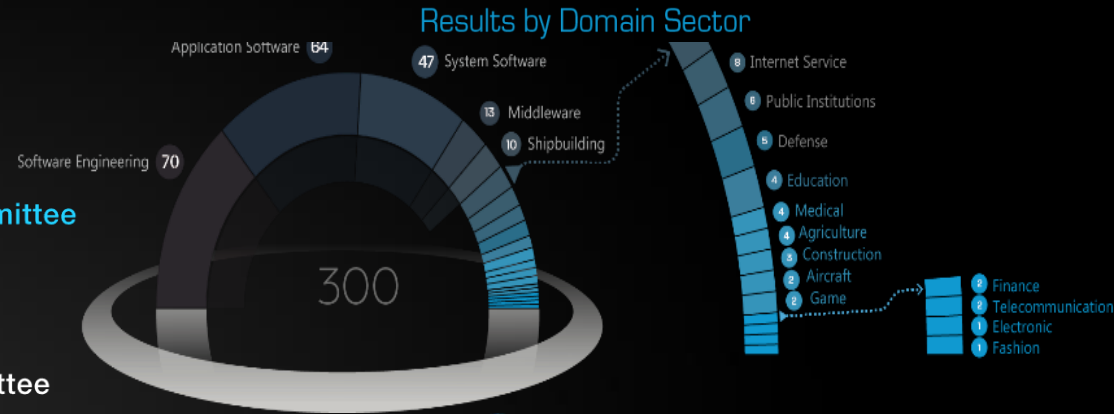 Results by Domain Sector
Application Software 64
47 System Software
13 Middleware
10 Shipbuilding
Software Engineering 70
mittee
300
ttee
8 Internet Service
6 Public Institutions
5 Defense
4 Education
4 Medical
4 Agriculture
3 Construction
2 Aircraft
2 Game
2 Finance
2 Telecommunication
1 Electronic
1 Fashion